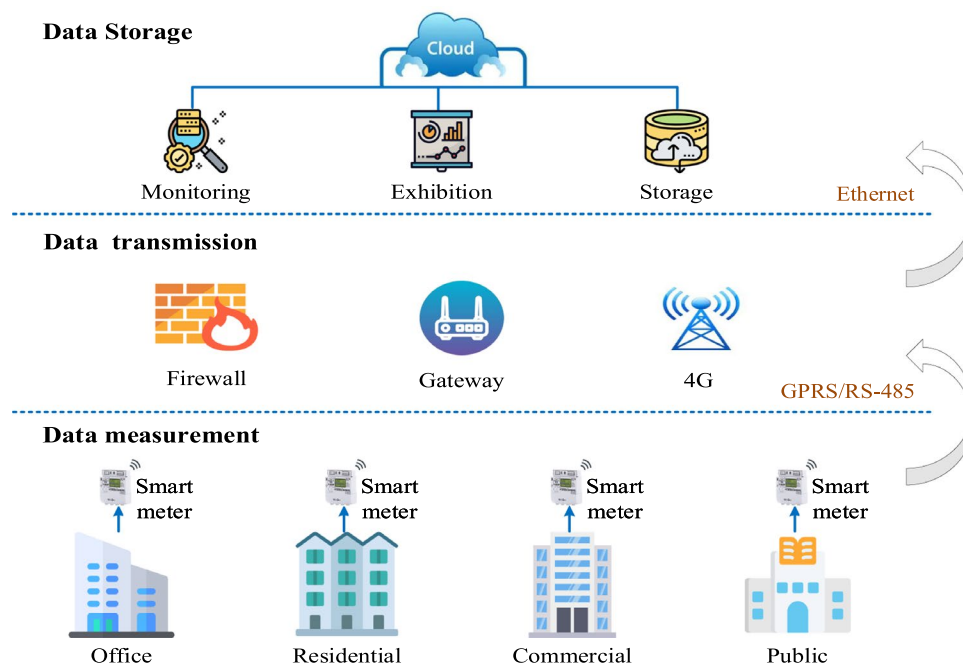 Data Storage
Cloud
Monitoring
Exhibition
Storage
Ethernet
Data transmission
Firewall
Gateway
4G
GPRS/RS-485
Data measurement
Smart
meter
Smart
meter
Smart
meter
Smart
meter
Office
Residential
Commercial
Public